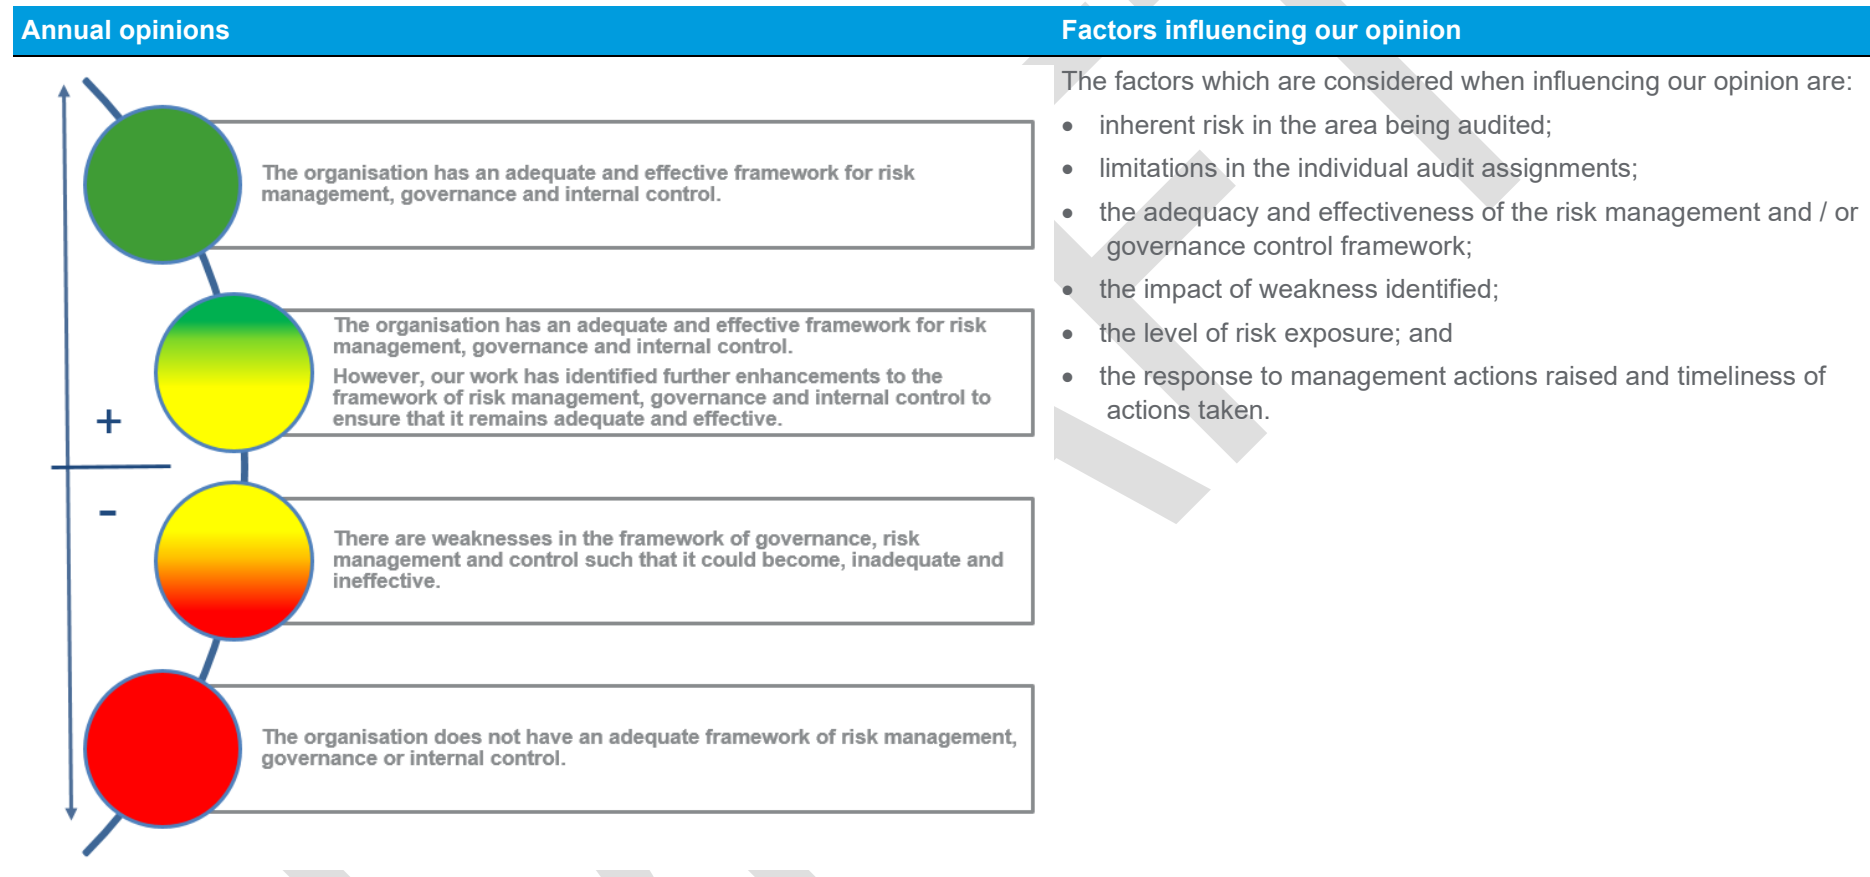 Annual opinions
Factors influencing our opinion
The organisation has an adequate and effective framework for risk
management, governance and internal control.
The organisation has an adequate and effective framework for risk
management, governance and internal control.
However, our work has identified further enhancements to the
framework of risk management, governance and internal control to
ensure that it remains adequate and effective.
+
-
There are weaknesses in the framework of governance, risk
management and control such that it could become, inadequate and
ineffective.
The organisation does not have an adequate framework of risk management,
governance or internal control.
The factors which are considered when influencing our opinion are:
• inherent risk in the area being audited;
• limitations in the individual audit assignments;
• the adequacy and effectiveness of the risk management and / or
governance control framework;
• the impact of weakness identified;
• the level of risk exposure; and
• the response to management actions raised and timeliness of
actions taken.